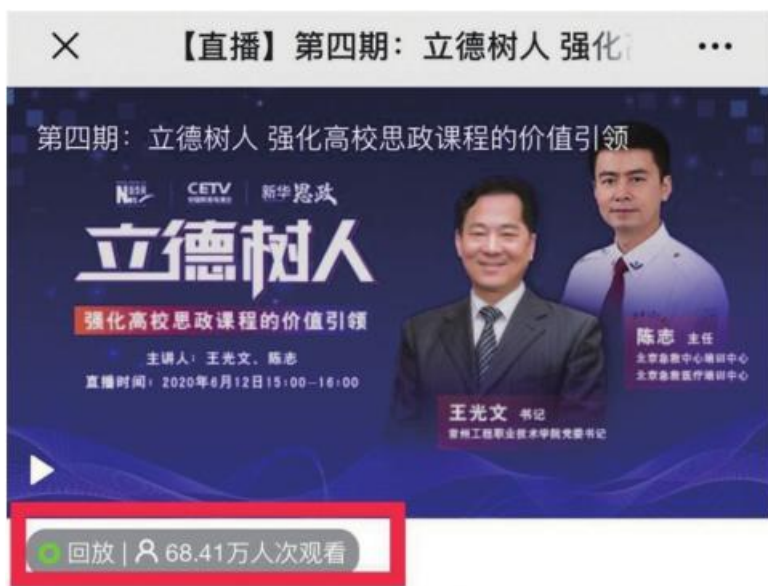 【直播】第四期：立德树人 强化
第四期：立德树人 强化高校思政课程的价值引领
CETV
新华思政
立德树人
强化高校思政课程的价值引领
主讲人：王光文、陈志
直播时间：2020年6月12日15:00-16:00
陈志 主任
北京急救中心培训中心
北京急救医疗培训中心
王光文 书记
常州工程职业技术学院党委书记
回放 | 68.41万人次观看